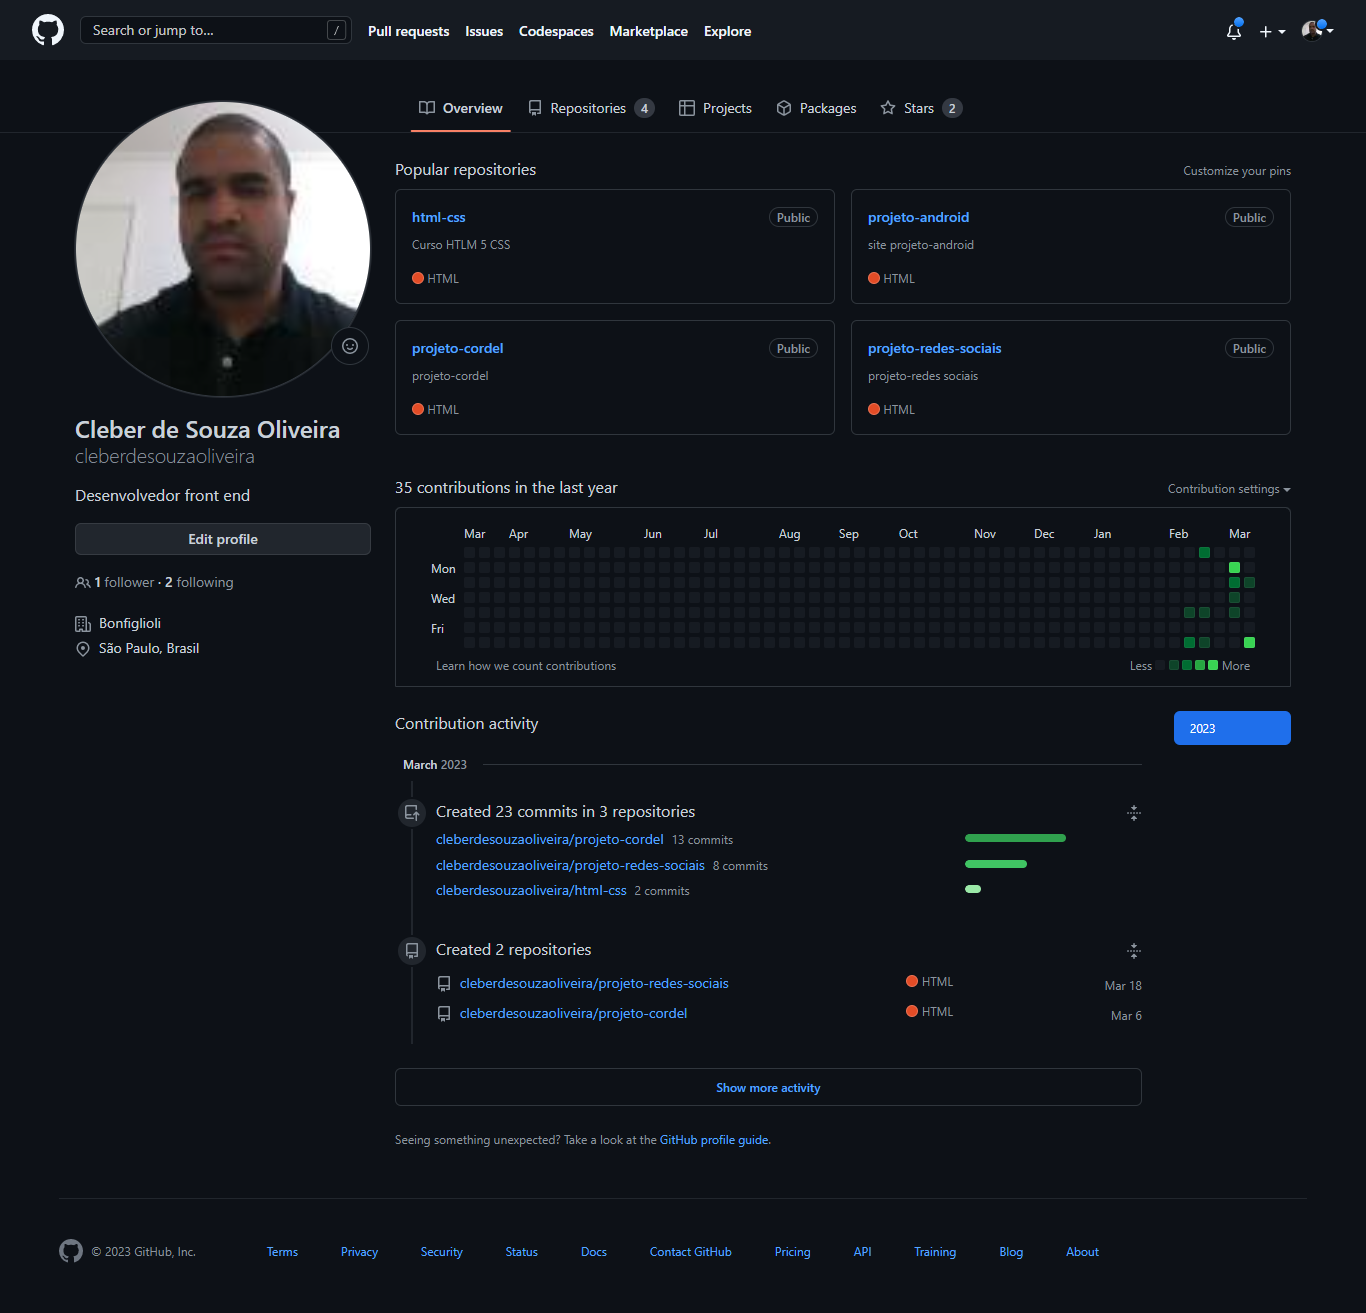 Search or jump to... / Pull requests Issues Codespaces Marketplace Explore
Overview Repositories 4 Projects Packages Stars 2
Popular repositories Customize your pins
html-css Public
Curso HTLM 5 CSS
HTML
projeto-android Public
site projeto-android
HTML
projeto-cordel Public
projeto-cordel
HTML
projeto-redes-sociais Public
projeto-redes sociais
HTML
Cleber de Souza Oliveira
cleberdesouzaoliveira
Desenvolvedor front end
Edit profile
1 follower · 2 following
Bonfiglioli
São Paulo, Brasil
35 contributions in the last year Contribution settings
Mar Apr May Jun Jul Aug Sep Oct Nov Dec Jan Feb Mar
Mon
Wed
Fri
Learn how we count contributions Less More
Contribution activity 2023
March 2023
Created 23 commits in 3 repositories
cleberdesouzaoliveira/projeto-cordel 13 commits
cleberdesouzaoliveira/projeto-redes-sociais 8 commits
cleberdesouzaoliveira/html-css 2 commits
Created 2 repositories
cleberdesouzaoliveira/projeto-redes-sociais HTML Mar 18
cleberdesouzaoliveira/projeto-cordel HTML Mar 6
Show more activity
Seeing something unexpected? Take a look at the GitHub profile guide.
© 2023 GitHub, Inc. Terms Privacy Security Status Docs Contact GitHub Pricing API Training Blog About